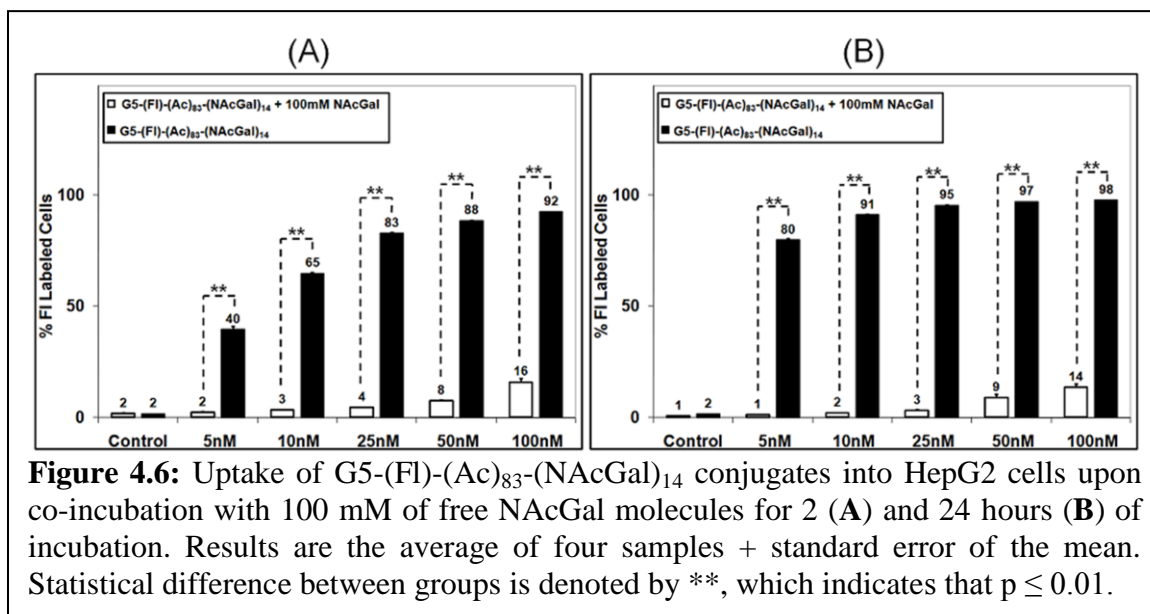 (A)
G5-(Fl)-(Ac)83-(NAcGal)14 + 100mM NAcGal
G5-(Fl)-(Ac)83-(NAcGal)14
% Fl Labeled Cells
100
50
0
** ** ** ** **
2 2 2 40 3 65 4 83 8 88 16 92
Control 5nM 10nM 25nM 50nM 100nM
(B)
G5-(Fl)-(Ac)83-(NAcGal)14 + 100mM NAcGal
G5-(Fl)-(Ac)83-(NAcGal)14
% Fl Labeled Cells
100
50
0
** ** ** ** **
1 2 1 80 2 91 3 95 9 97 14 98
Control 5nM 10nM 25nM 50nM 100nM
Figure 4.6: Uptake of G5-(Fl)-(Ac)83-(NAcGal)14 conjugates into HepG2 cells upon
co-incubation with 100 mM of free NAcGal molecules for 2 (A) and 24 hours (B) of
incubation. Results are the average of four samples + standard error of the mean.
Statistical difference between groups is denoted by **, which indicates that p ≤ 0.01.